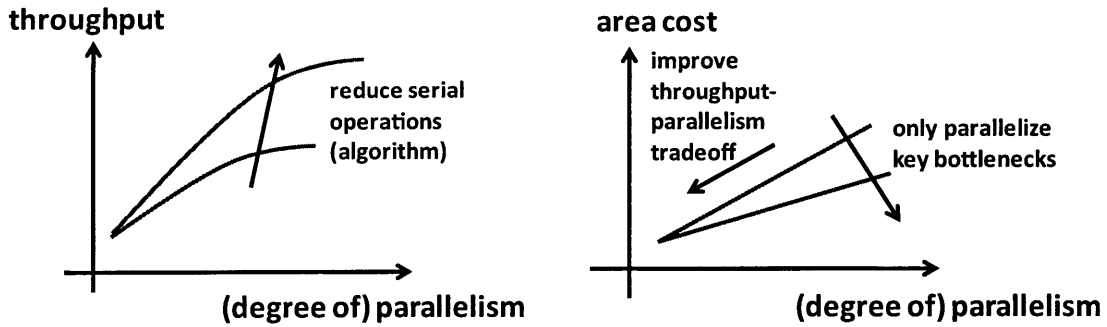 throughput
reduce serial
operations
(algorithm)
(degree of) parallelism
area cost
improve
throughput-
parallelism
tradeoff
only parallelize
key bottlenecks
(degree of) parallelism